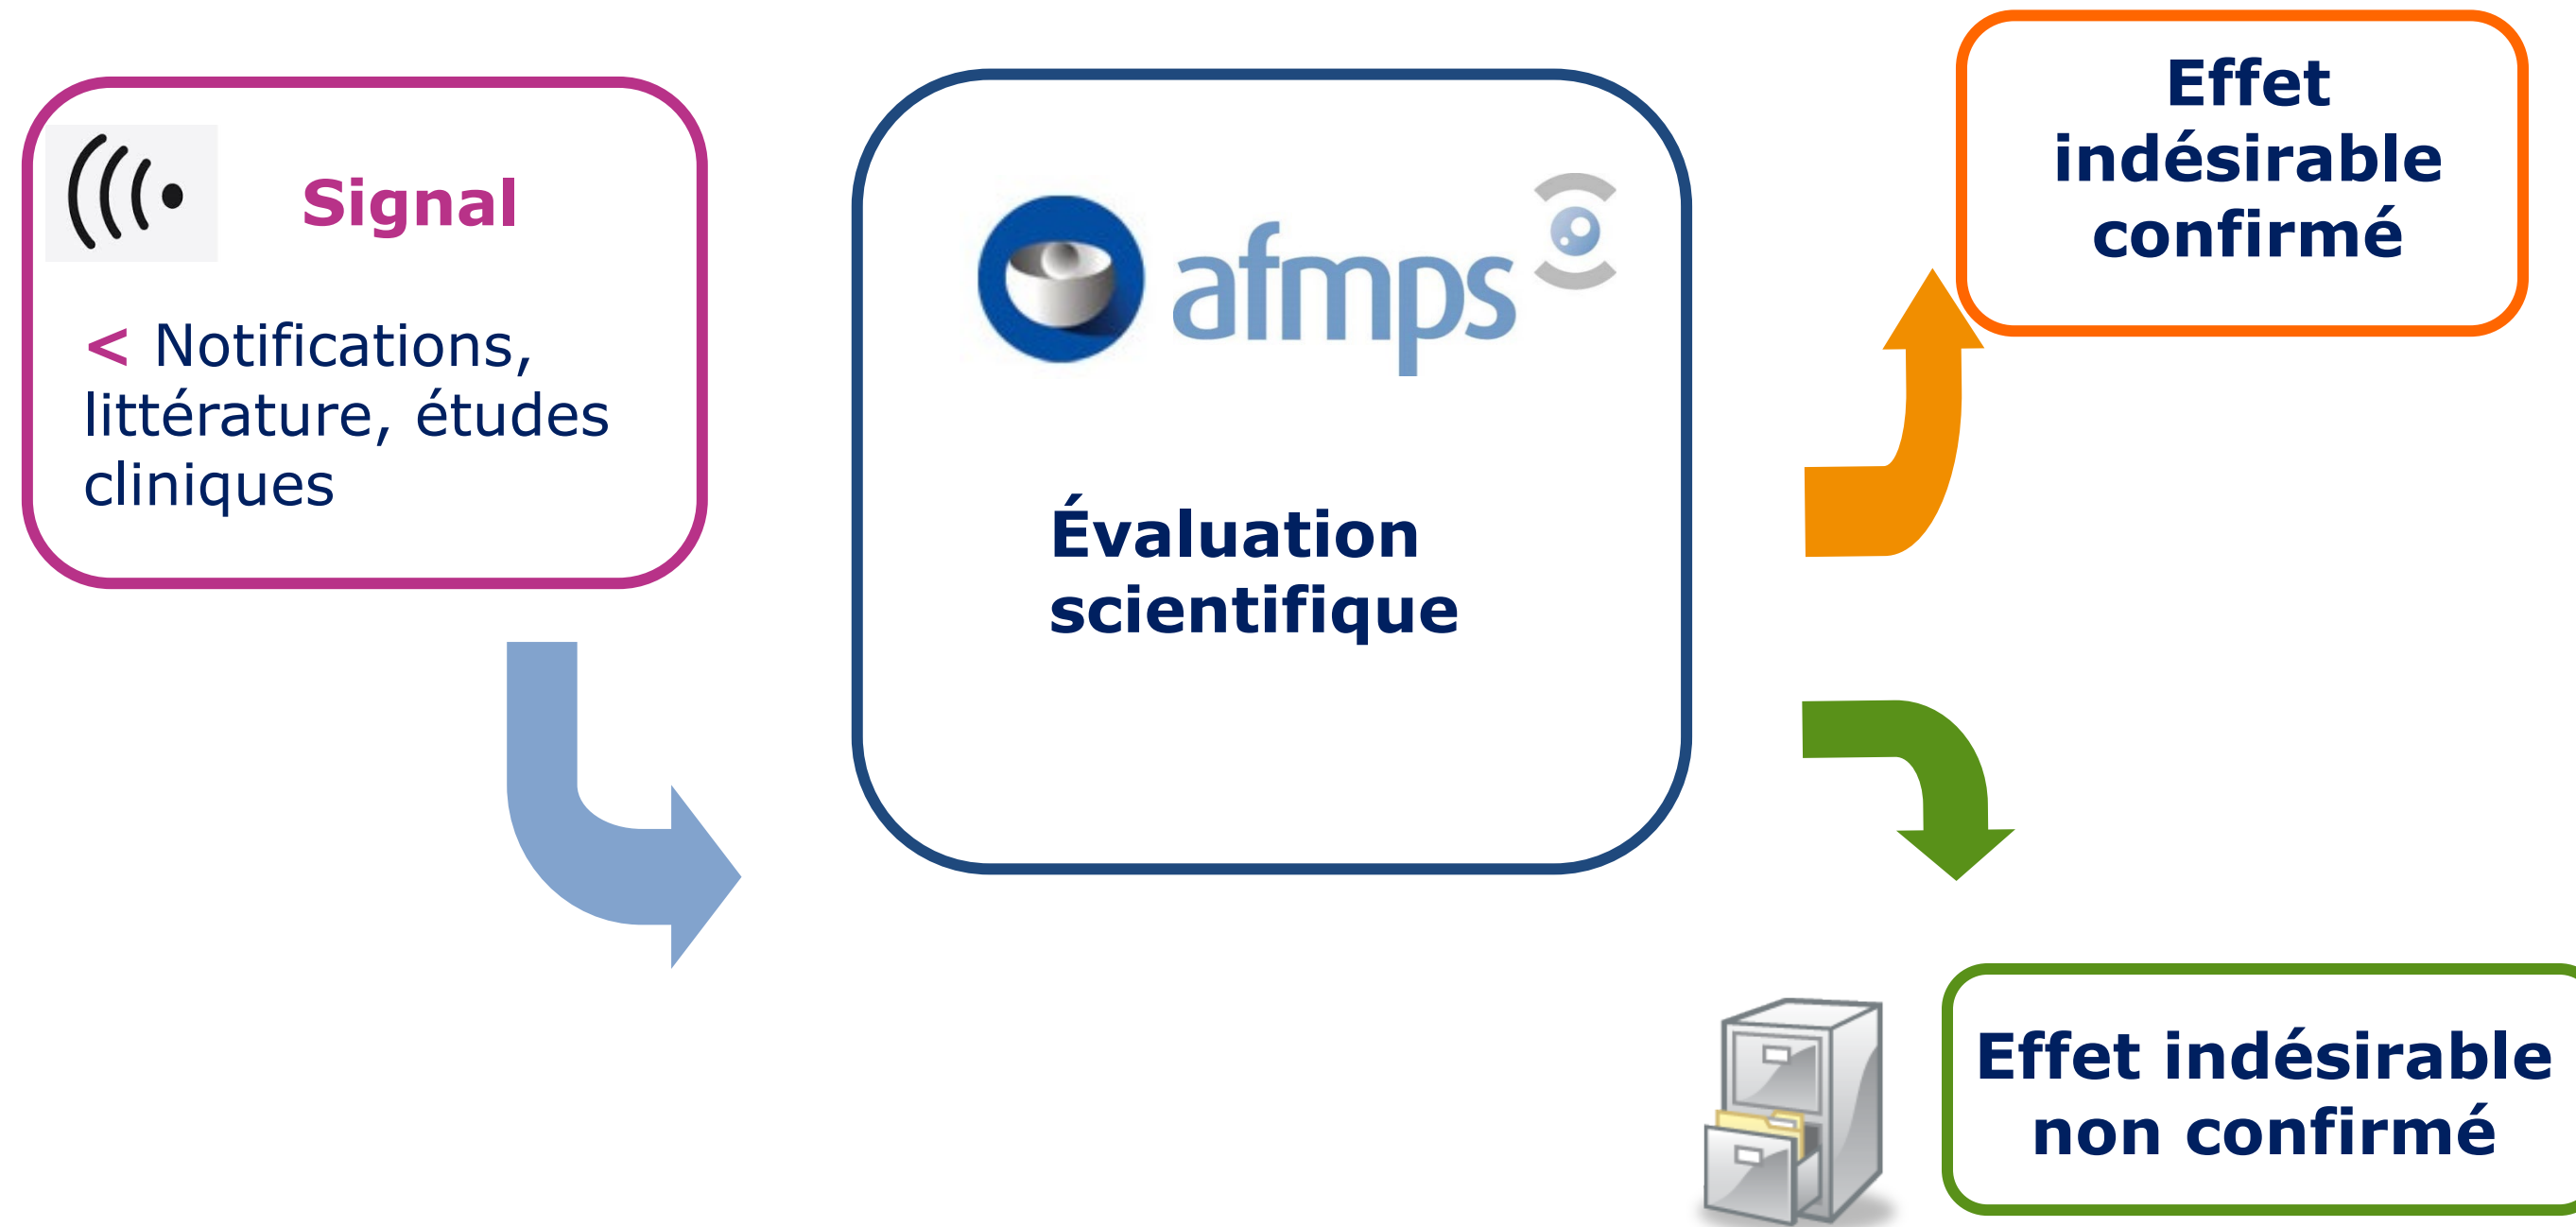 Signal
< Notifications,
littérature, études
cliniques
afmps
Évaluation
scientifique
Effet
indésirable
confirmé
Effet indésirable
non confirmé